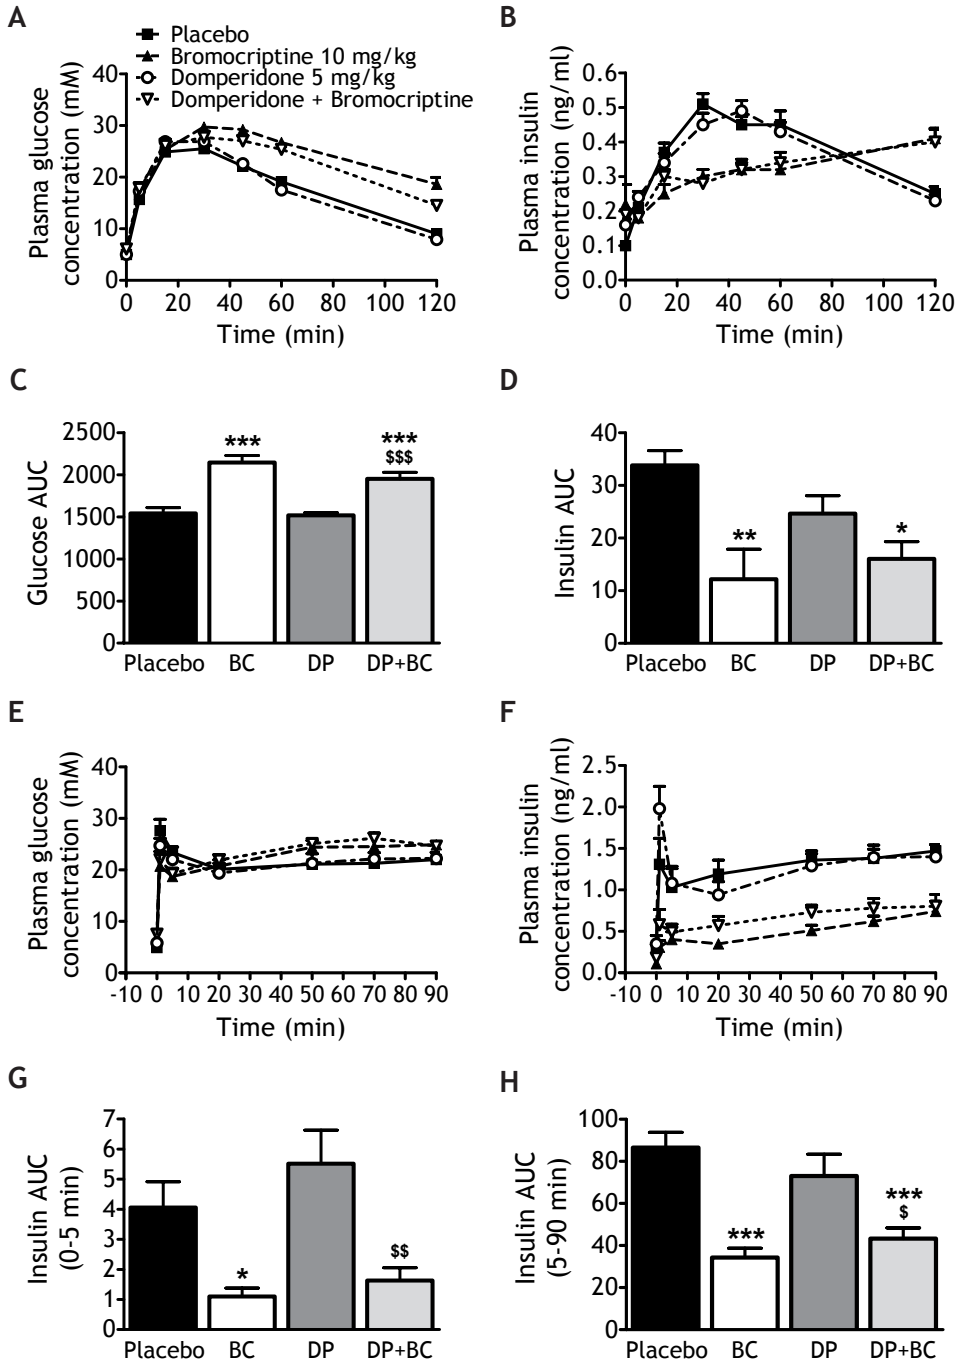 A
Placebo
Bromocriptine 10 mg/kg
Domperidone 5 mg/kg
Domperidone + Bromocriptine
Plasma glucose
concentration (mM)
40
30
20
10
0
0 20 40 60 80 100 120
Time (min)
B
Plasma insulin
concentration (ng/ml)
0.6
0.5
0.4
0.3
0.2
0.1
0.0
0 20 40 60 80 100 120
Time (min)
C
Glucose AUC
2500
2000
1500
1000
500
0
***
***
$$$
Placebo BC DP DP+BC
D
Insulin AUC
40
30
20
10
0
**
*
Placebo BC DP DP+BC
E
Plasma glucose
concentration (mM)
40
30
20
10
0
-10 0 10 20 30 40 50 60 70 80 90
Time (min)
F
Plasma insulin
concentration (ng/ml)
2.5
2.0
1.5
1.0
0.5
0.0
-10 0 10 20 30 40 50 60 70 80 90
Time (min)
G
Insulin AUC
(0-5 min)
7
6
5
4
3
2
1
0
*
$$
Placebo BC DP DP+BC
H
Insulin AUC
(5-90 min)
100
80
60
40
20
0
***
***
$
Placebo BC DP DP+BC